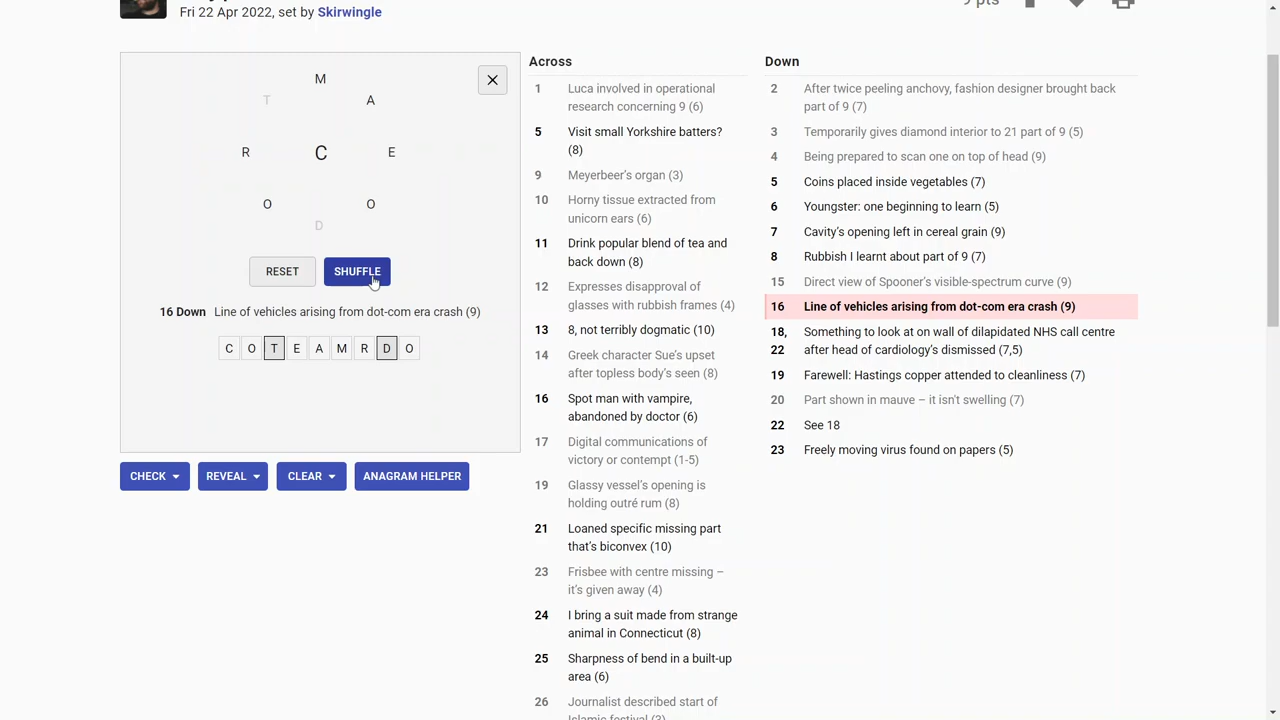 Fri 22 Apr 2022, set by Skirwingle
M
T
A
R
C
E
O
O
D
RESET
SHUFFLE
16 Down Line of vehicles arising from dot-com era crash (9)
C O T E A M R D O
CHECK
REVEAL
CLEAR
ANAGRAM HELPER
Across
1 Luca involved in operational
research concerning 9 (6)
5 Visit small Yorkshire batters?
(8)
9 Meyerbeer's organ (3)
10 Horny tissue extracted from
unicorn ears (6)
11 Drink popular blend of tea and
back down (8)
12 Expresses disapproval of
glasses with rubbish frames (4)
13 8, not terribly dogmatic (10)
14 Greek character Sue's upset
after topless body's seen (8)
16 Spot man with vampire,
abandoned by doctor (6)
17 Digital communications of
victory or contempt (1-5)
19 Glassy vessel's opening is
holding outré rum (8)
21 Loaned specific missing part
that's biconvex (10)
23 Frisbee with centre missing –
it's given away (4)
24 I bring a suit made from strange
animal in Connecticut (8)
25 Sharpness of bend in a built-up
area (6)
26 Journalist described start of
Islamic festival (3)
Down
2 After twice peeling anchovy, fashion designer brought back
part of 9 (7)
3 Temporarily gives diamond interior to 21 part of 9 (5)
4 Being prepared to scan one on top of head (9)
5 Coins placed inside vegetables (7)
6 Youngster: one beginning to learn (5)
7 Cavity's opening left in cereal grain (9)
8 Rubbish I learnt about part of 9 (7)
15 Direct view of Spooner's visible-spectrum curve (9)
16 Line of vehicles arising from dot-com era crash (9)
18, Something to look at on wall of dilapidated NHS call centre
22 after head of cardiology's dismissed (7,5)
19 Farewell: Hastings copper attended to cleanliness (7)
20 Part shown in mauve – it isn't swelling (7)
22 See 18
23 Freely moving virus found on papers (5)